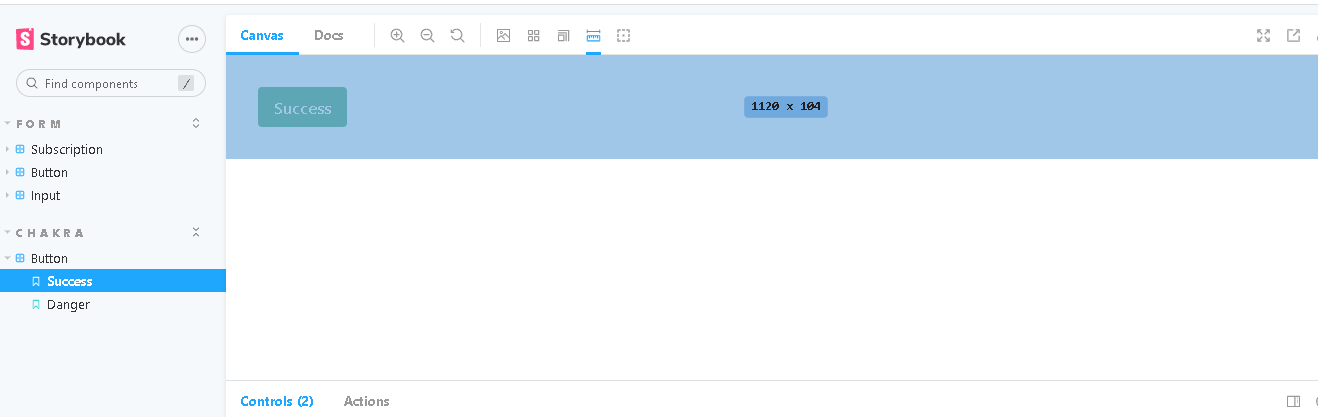 Storybook
Find components
/
FORM
Subscription
Button
Input
CHAKRA
Button
Success
Danger
Canvas
Docs
Success
1120 x 104
Controls (2)
Actions